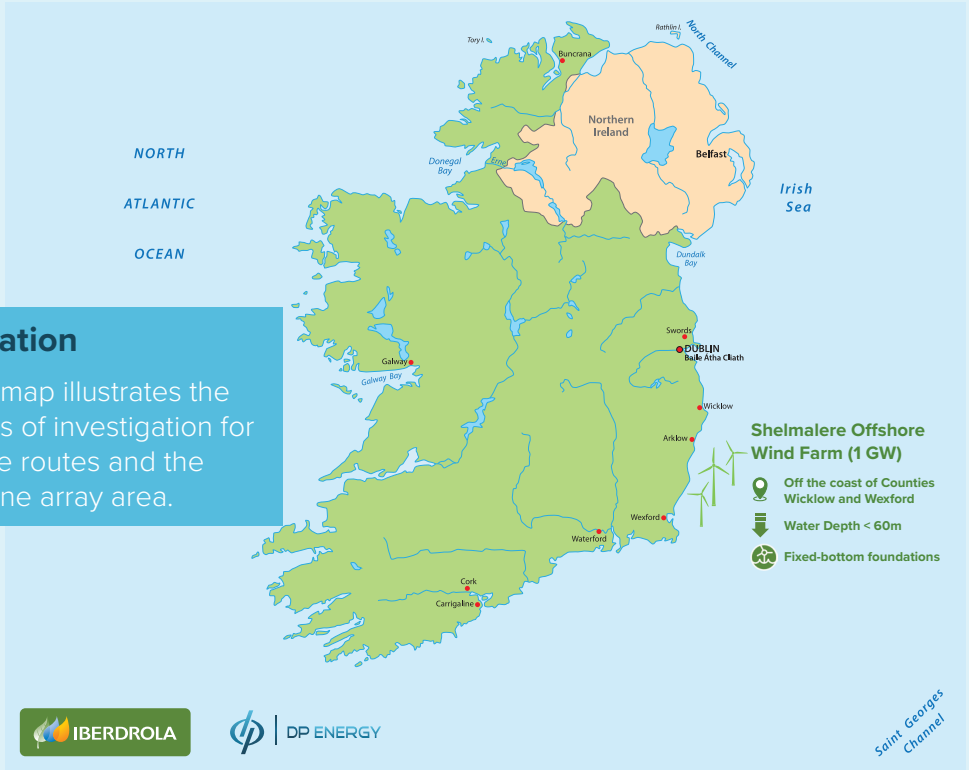 Tory I.
Rathlin I.
North Channel
Buncrana
Northern
Ireland
Belfast
NORTH
ATLANTIC
OCEAN
Donegal
Bay
Erne
Irish
Sea
Dundalk
Bay
ation
map illustrates the
s of investigation for
e routes and the
ne array area.
Swords
DUBLIN
Baile Átha Cliath
Galway
Galway Bay
Wicklow
Arklow
Shelmalere Offshore
Wind Farm (1 GW)
Off the coast of Counties
Wicklow and Wexford
Water Depth < 60m
Fixed-bottom foundations
Wexford
Waterford
Cork
Carrigaline
IBERDROLA
DP ENERGY
Saint Georges
Channel